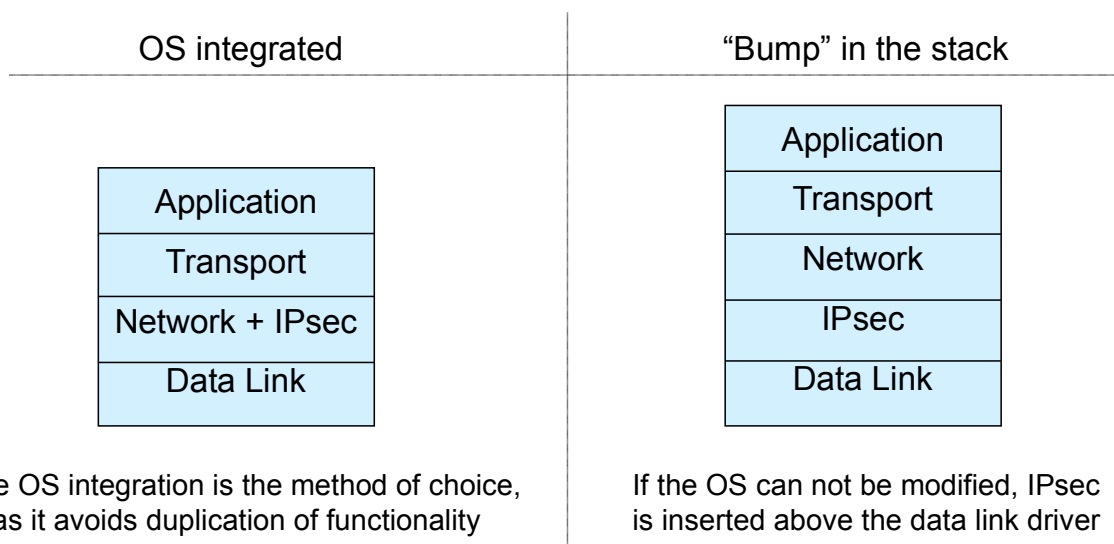 OS integrated
“Bump” in the stack
Application
Transport
Network + IPsec
Data Link
Application
Transport
Network
IPsec
Data Link
e OS integration is the method of choice,
as it avoids duplication of functionality
If the OS can not be modified, IPsec
is inserted above the data link driver